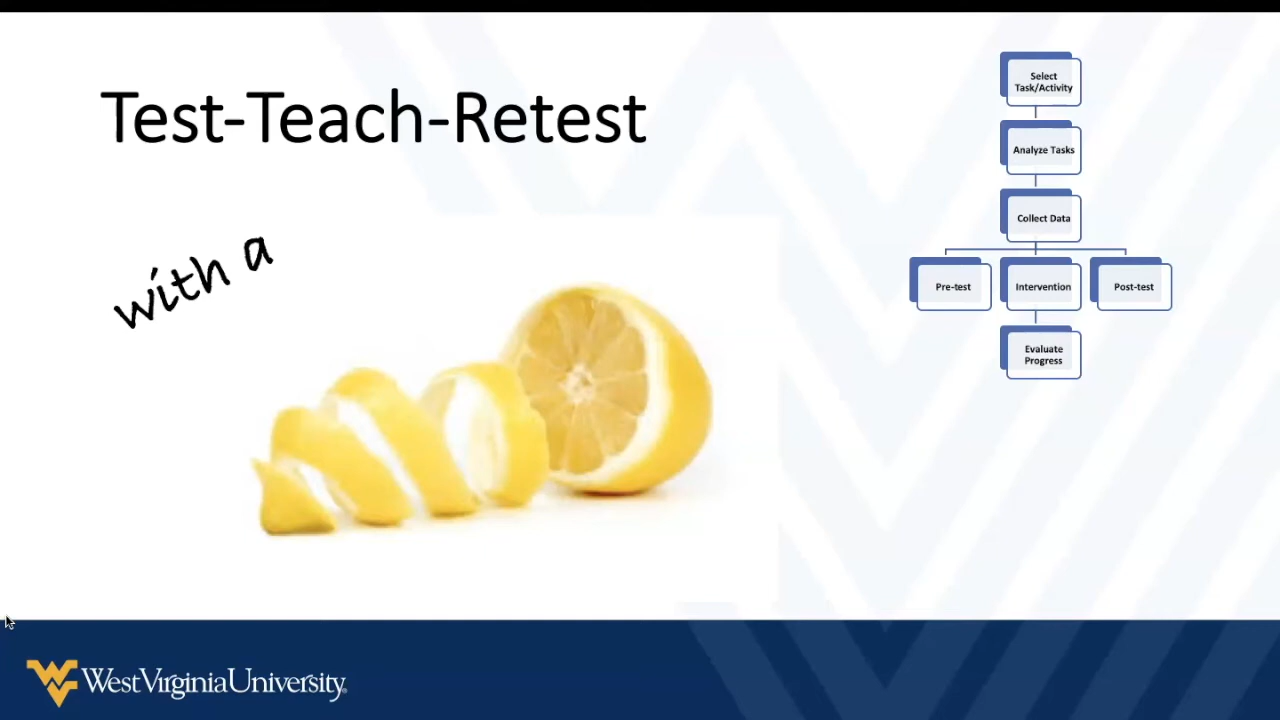 Test-Teach-Retest
with a
Select
Task/Activity
Analyze Tasks
Collect Data
Pre-test
Intervention
Post-test
Evaluate
Progress
WestVirginiaUniversity.